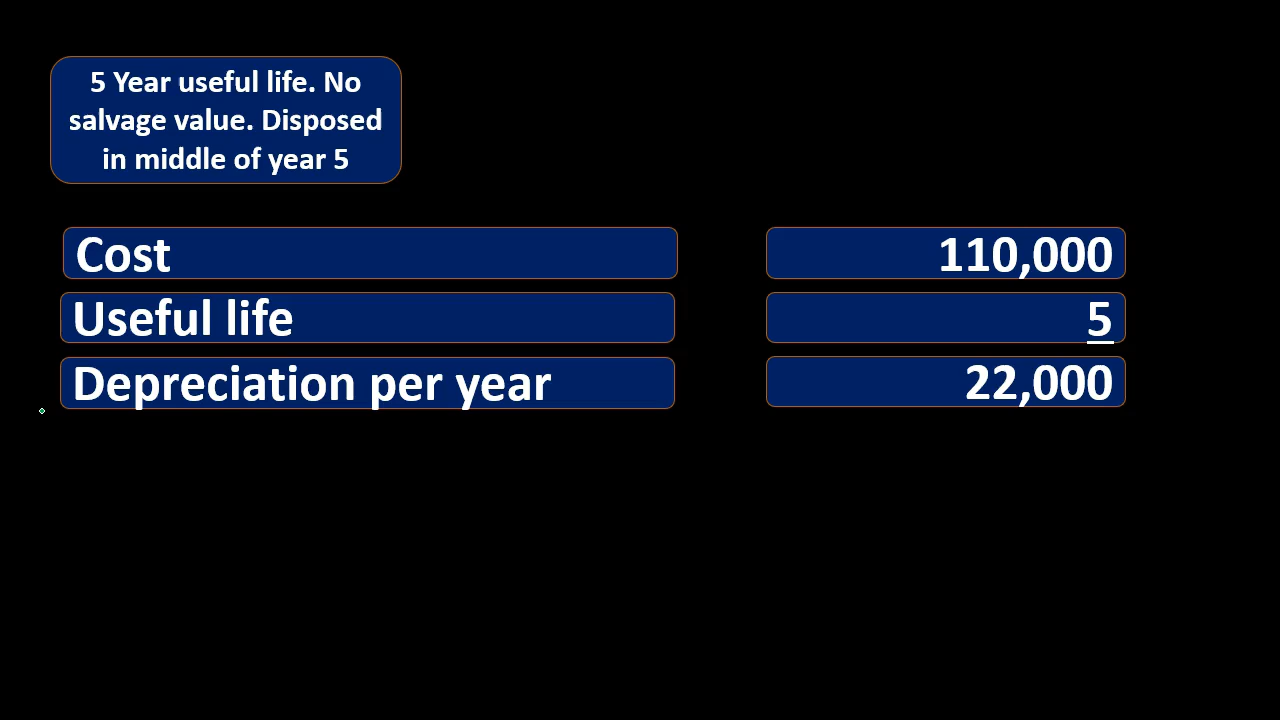 5 Year useful life. No
salvage value. Disposed
in middle of year 5
Cost 110,000
Useful life 5
Depreciation per year 22,000